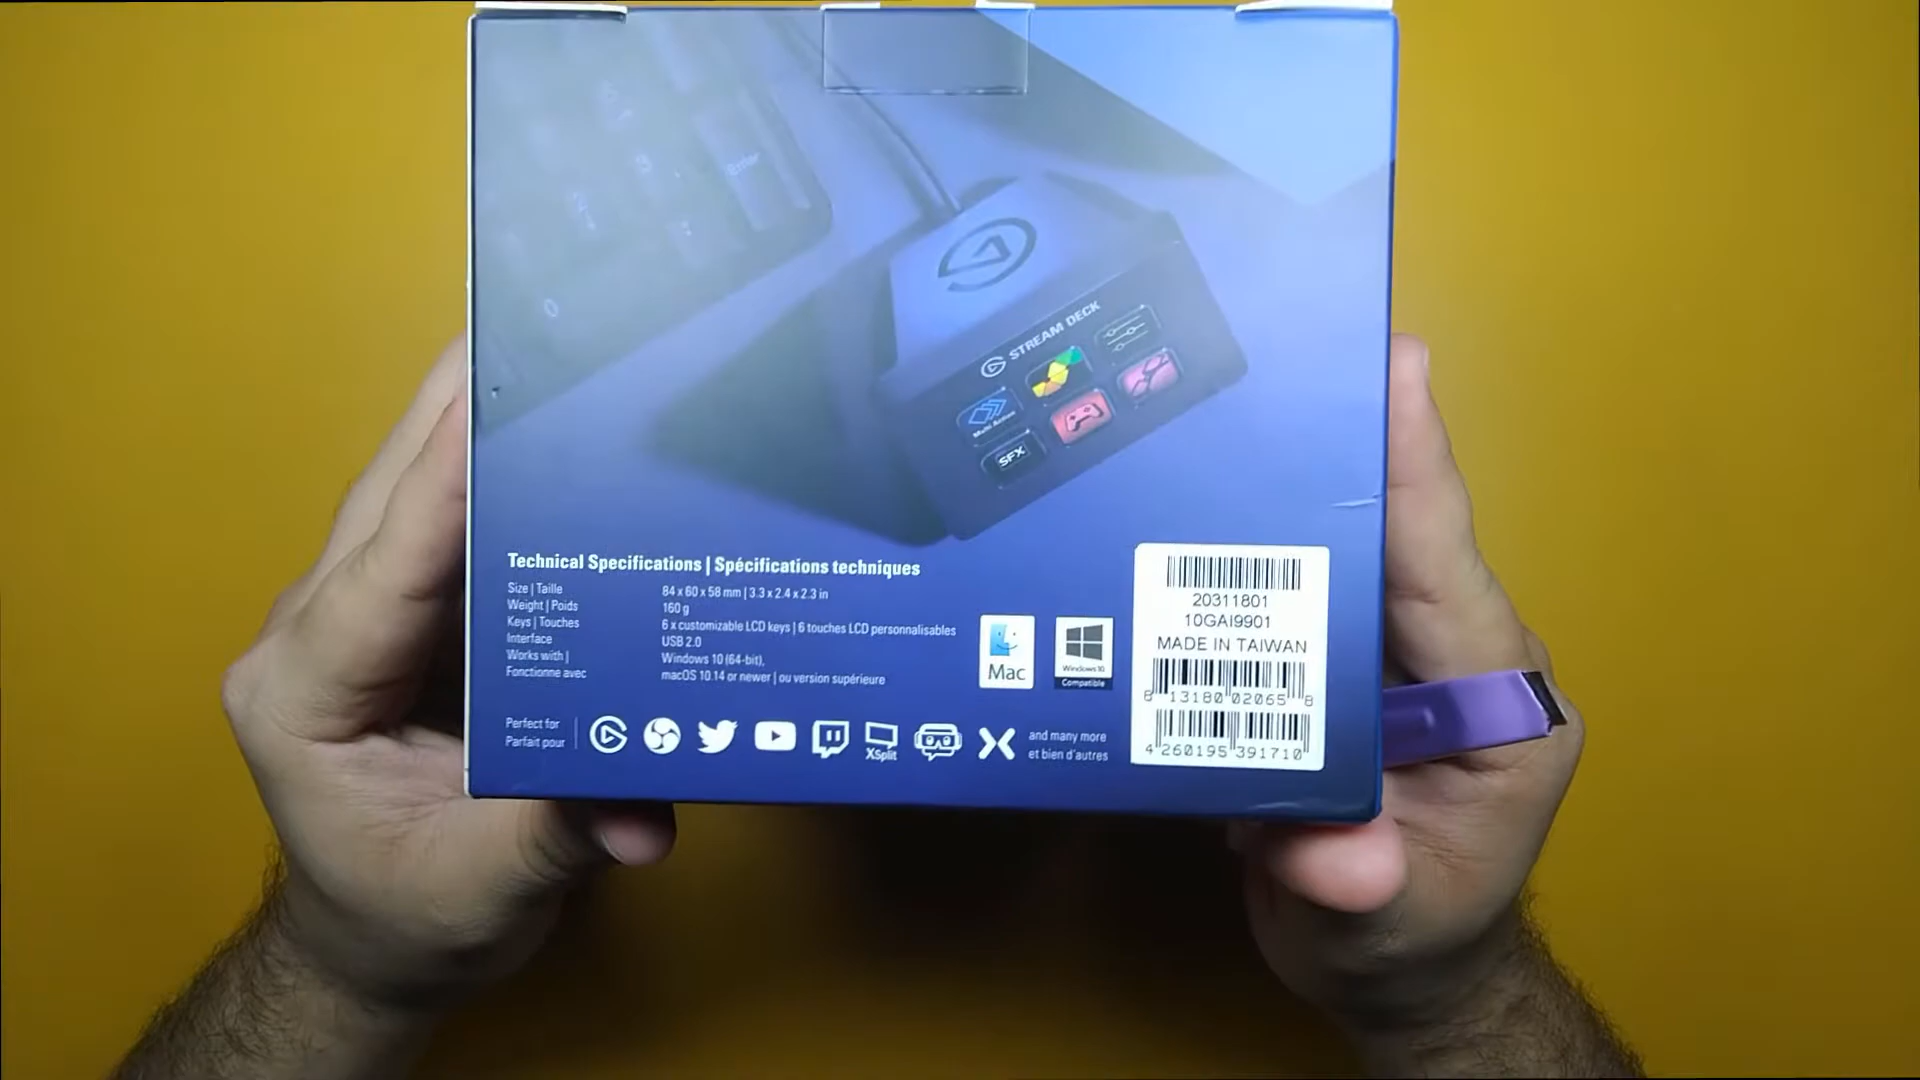 Enter
0
STREAM DECK
Multi Action
SFX
Technical Specifications | Spécifications techniques
Size | Taille 84 x 60 x 58 mm | 3.3 x 2.4 x 2.3 in
Weight | Poids 160 g
Keys | Touches 6 x customizable LCD keys | 6 touches LCD personnalisables
Interface USB 2.0
Works with | Windows 10 (64-bit),
Fonctionne avec macOS 10.14 or newer | ou version supérieure
Mac
Windows 10
Compatible
20311801
10GAI9901
MADE IN TAIWAN
8 13180 02065 8
4 260195 391710
Perfect for
Parfait pour
XSplit
and many more
et bien d'autres